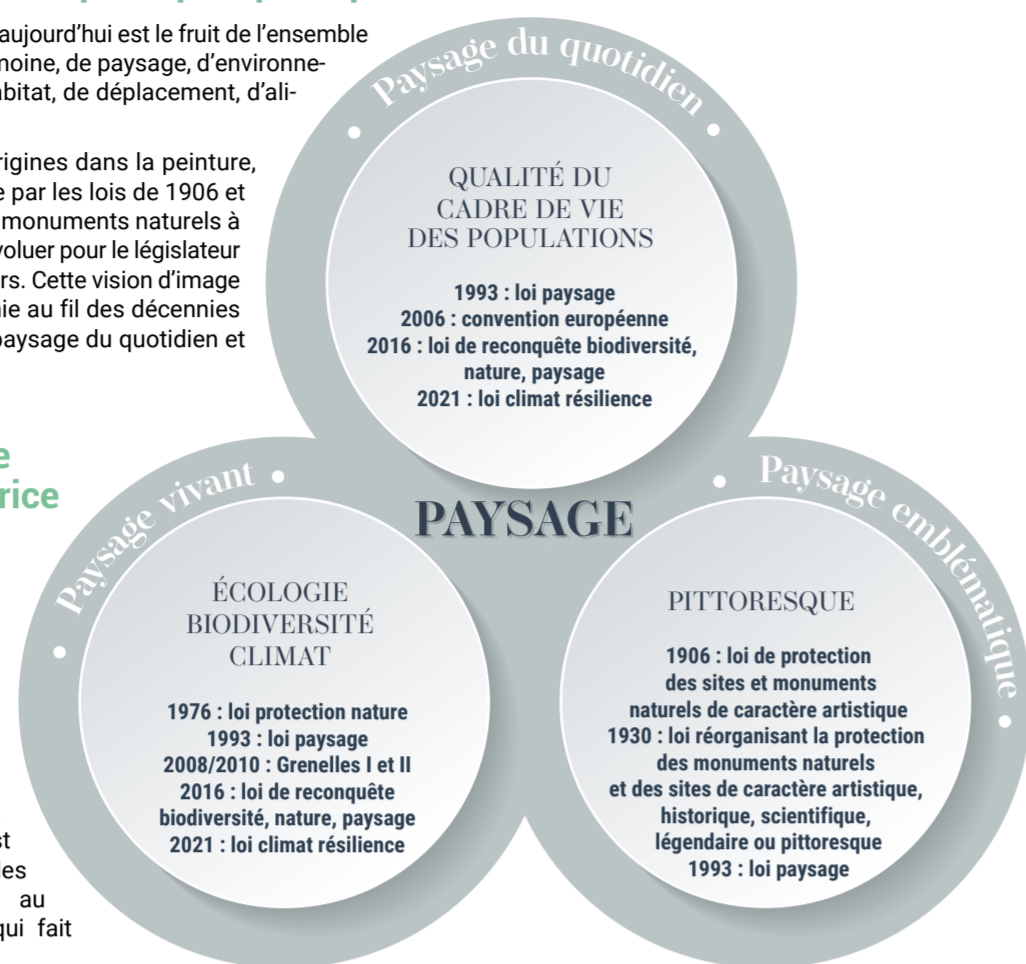 aujourd’hui est le fruit de l’ensemble
moine, de paysage, d’environne-
abitat, de déplacement, d’ali-
rigines dans la peinture,
e par les lois de 1906 et
monuments naturels à
voluer pour le législateur
rs. Cette vision d’image
nie au fil des décennies
paysage du quotidien et
e
rice
st
les
au
qui fait
Paysage du quotidien
QUALITÉ DU
CADRE DE VIE
DES POPULATIONS
1993 : loi paysage
2006 : convention européenne
2016 : loi de reconquête biodiversité,
nature, paysage
2021 : loi climat résilience
PAYSAGE
Paysage vivant
ÉCOLOGIE
BIODIVERSITÉ
CLIMAT
1976 : loi protection nature
1993 : loi paysage
2008/2010 : Grenelles I et II
2016 : loi de reconquête
biodiversité, nature, paysage
2021 : loi climat résilience
Paysage emblématique
PITTORESQUE
1906 : loi de protection
des sites et monuments
naturels de caractère artistique
1930 : loi réorganisant la protection
des monuments naturels
et des sites de caractère artistique,
historique, scientifique,
légendaire ou pittoresque
1993 : loi paysage